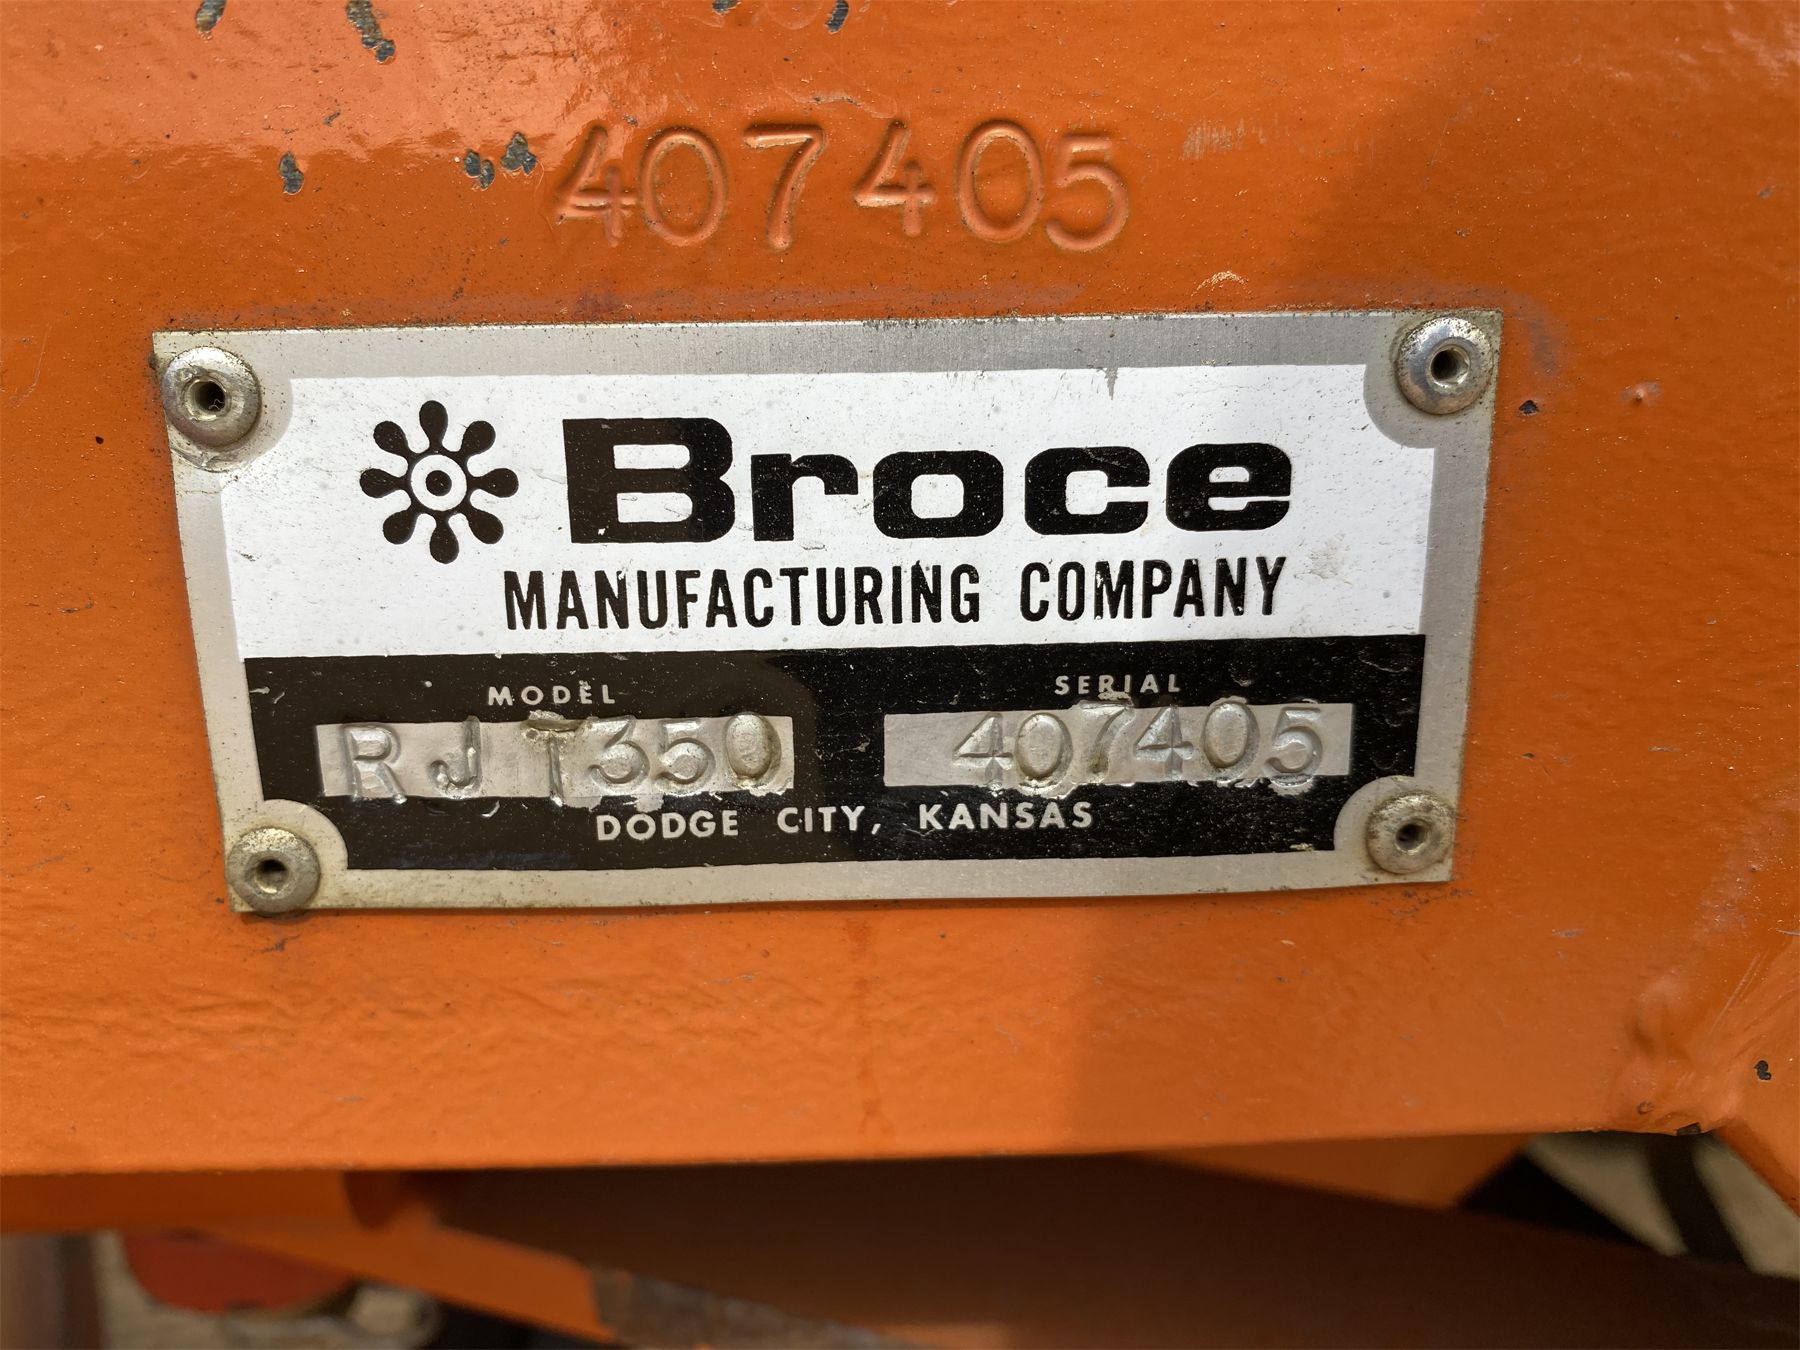 407405
Broce
MANUFACTURING COMPANY
MODEL SERIAL
RJT350 407405
DODGE CITY, KANSAS